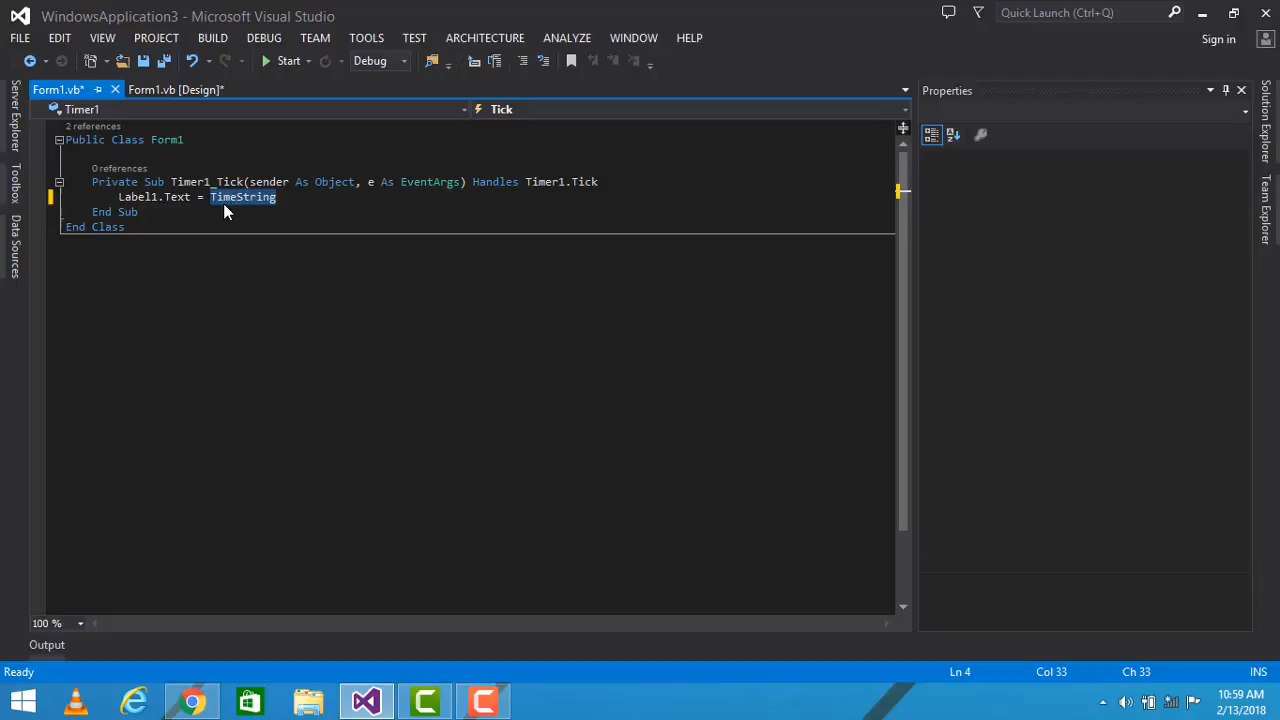 WindowsApplication3 - Microsoft Visual Studio
Quick Launch (Ctrl+Q)
FILE EDIT VIEW PROJECT BUILD DEBUG TEAM TOOLS TEST ARCHITECTURE ANALYZE WINDOW HELP
Sign in
Start Debug
Form1.vb* Form1.vb [Design]*
Properties
Timer1 Tick
2 references
Public Class Form1
0 references
Private Sub Timer1_Tick(sender As Object, e As EventArgs) Handles Timer1.Tick
Label1.Text = TimeString
End Sub
End Class
Server Explorer
Toolbox
Data Sources
Solution Explorer
Team Explorer
100 %
Output
Ready
Ln 4 Col 33 Ch 33 INS
10:59 AM
2/13/2018